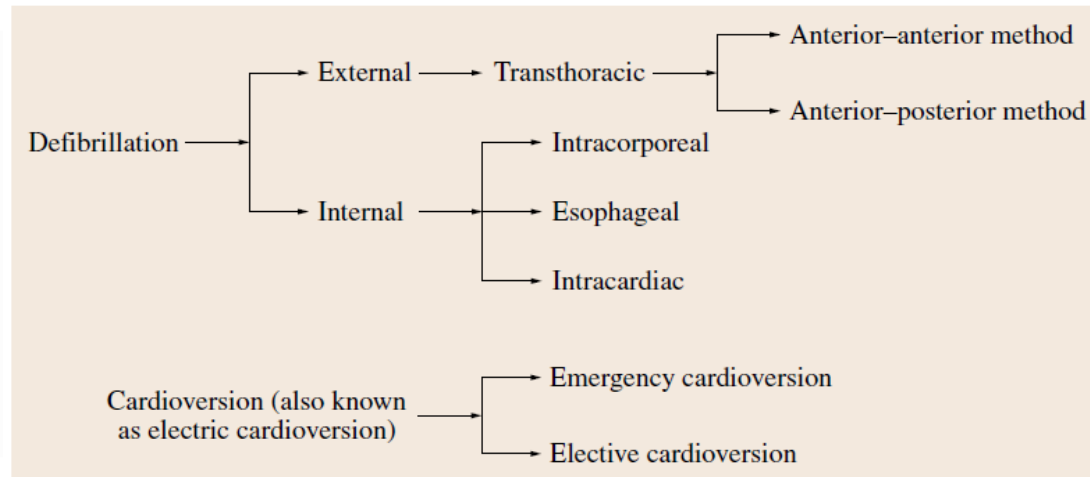 Anterior–anterior method
External
Transthoracic
Anterior–posterior method
Defibrillation
Intracorporeal
Internal
Esophageal
Intracardiac
Emergency cardioversion
Cardioversion (also known
as electric cardioversion)
Elective cardioversion